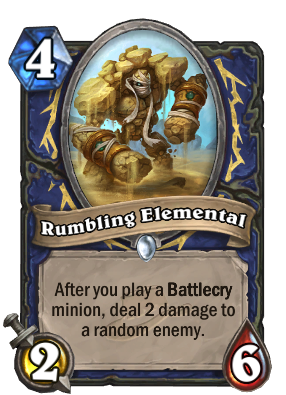 4
Rumbling Elemental
After you play a Battlecry
minion, deal 2 damage to
a random enemy.
2
6